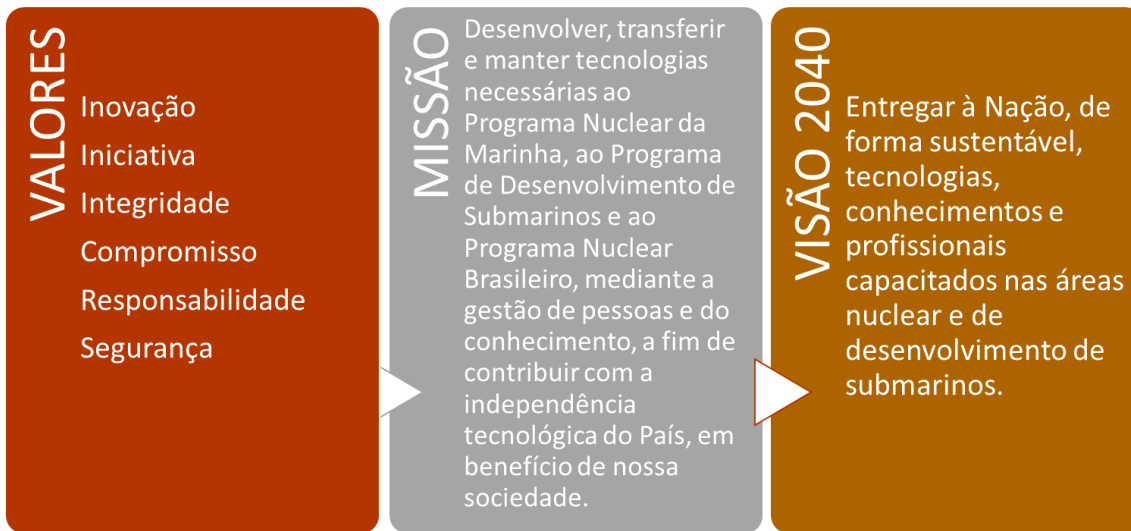 VALORES
Inovação
Iniciativa
Integridade
Compromisso
Responsabilidade
Segurança
MISSÃO
Desenvolver, transferir
e manter tecnologias
necessárias ao
Programa Nuclear da
Marinha, ao Programa
de Desenvolvimento de
Submarinos e ao
Programa Nuclear
Brasileiro, mediante a
gestão de pessoas e do
conhecimento, a fim de
contribuir com a
independência
tecnológica do País, em
benefício de nossa
sociedade.
VISÃO 2040
Entregar à Nação, de
forma sustentável,
tecnologias,
conhecimentos e
profissionais
capacitados nas áreas
nuclear e de
desenvolvimento de
submarinos.